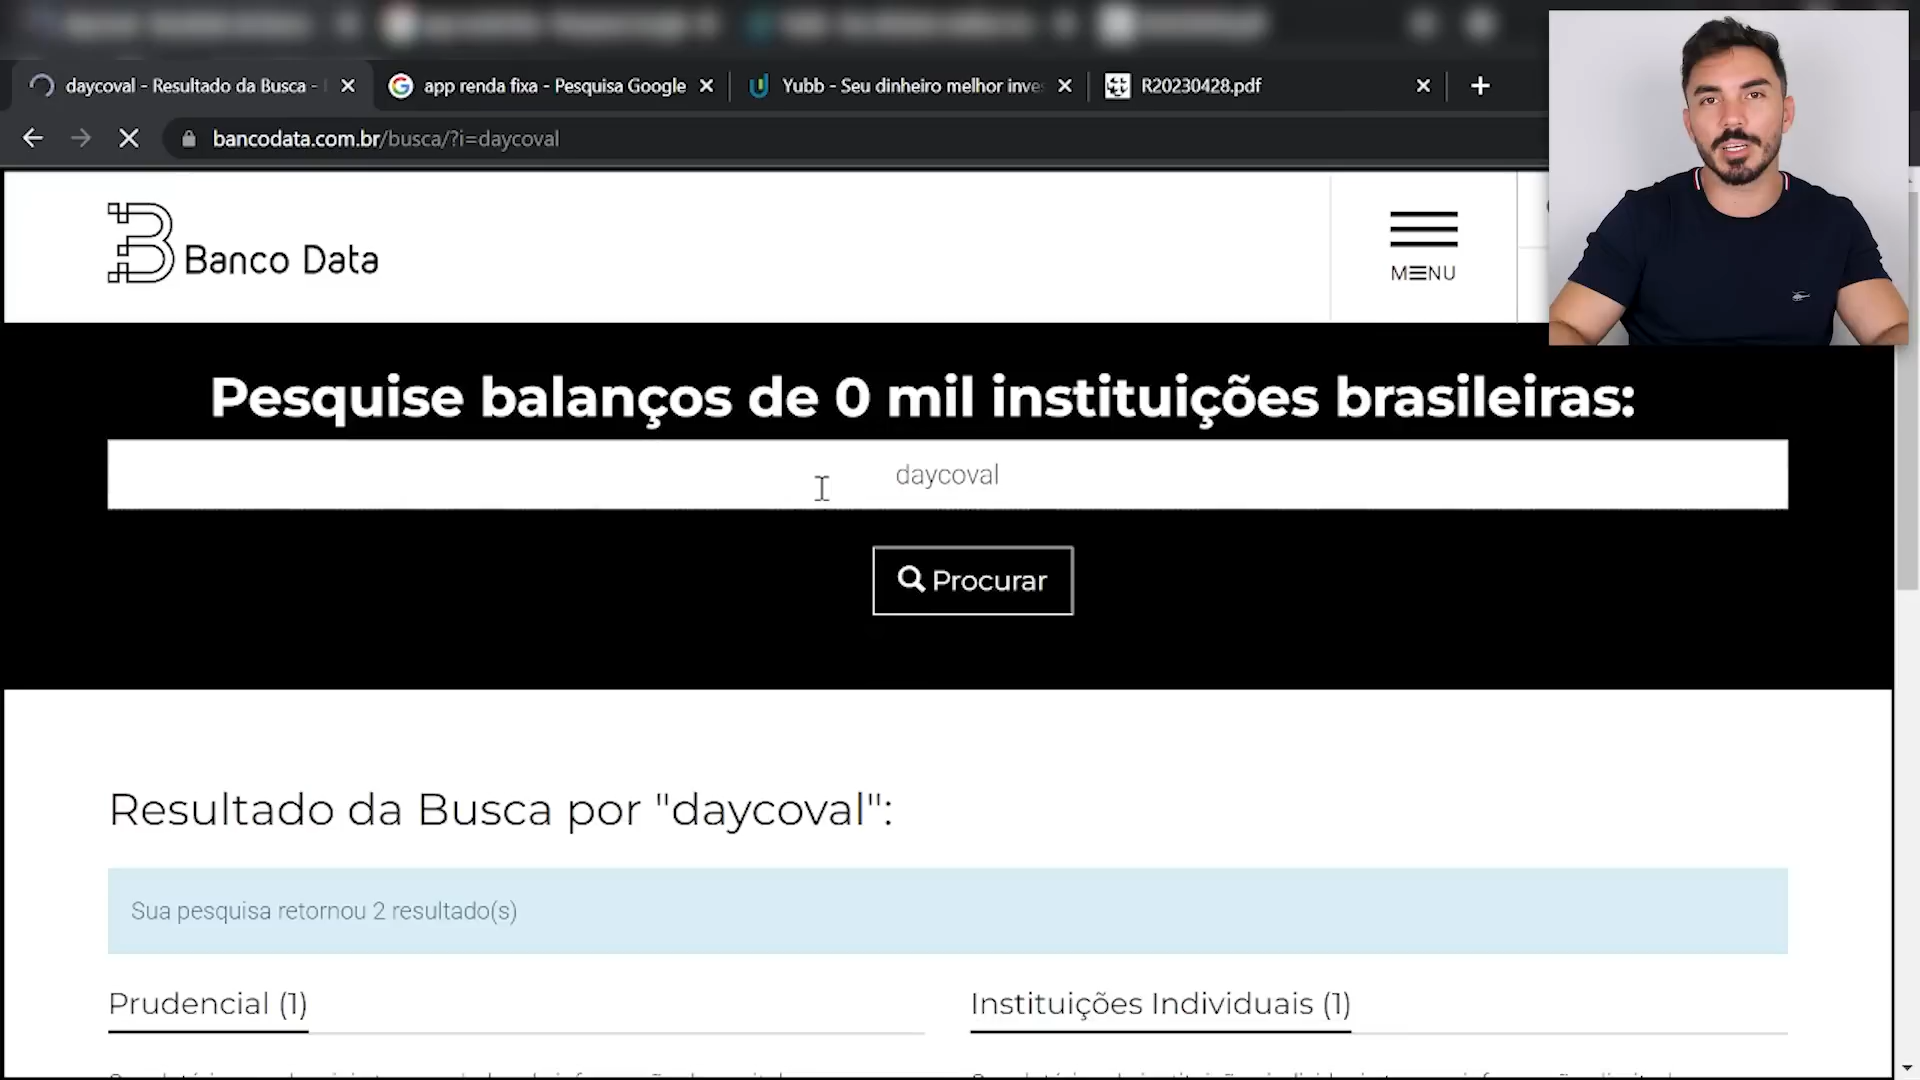 daycoval - Resultado da Busca -
app renda fixa - Pesquisa Google
Yubb - Seu dinheiro melhor inve
R20230428.pdf
bancodata.com.br/busca/?i=daycoval
Banco Data
MENU
Pesquise balanços de 0 mil instituições brasileiras:
daycoval
Procurar
Resultado da Busca por "daycoval":
Sua pesquisa retornou 2 resultado(s)
Prudencial (1)
Instituições Individuais (1)